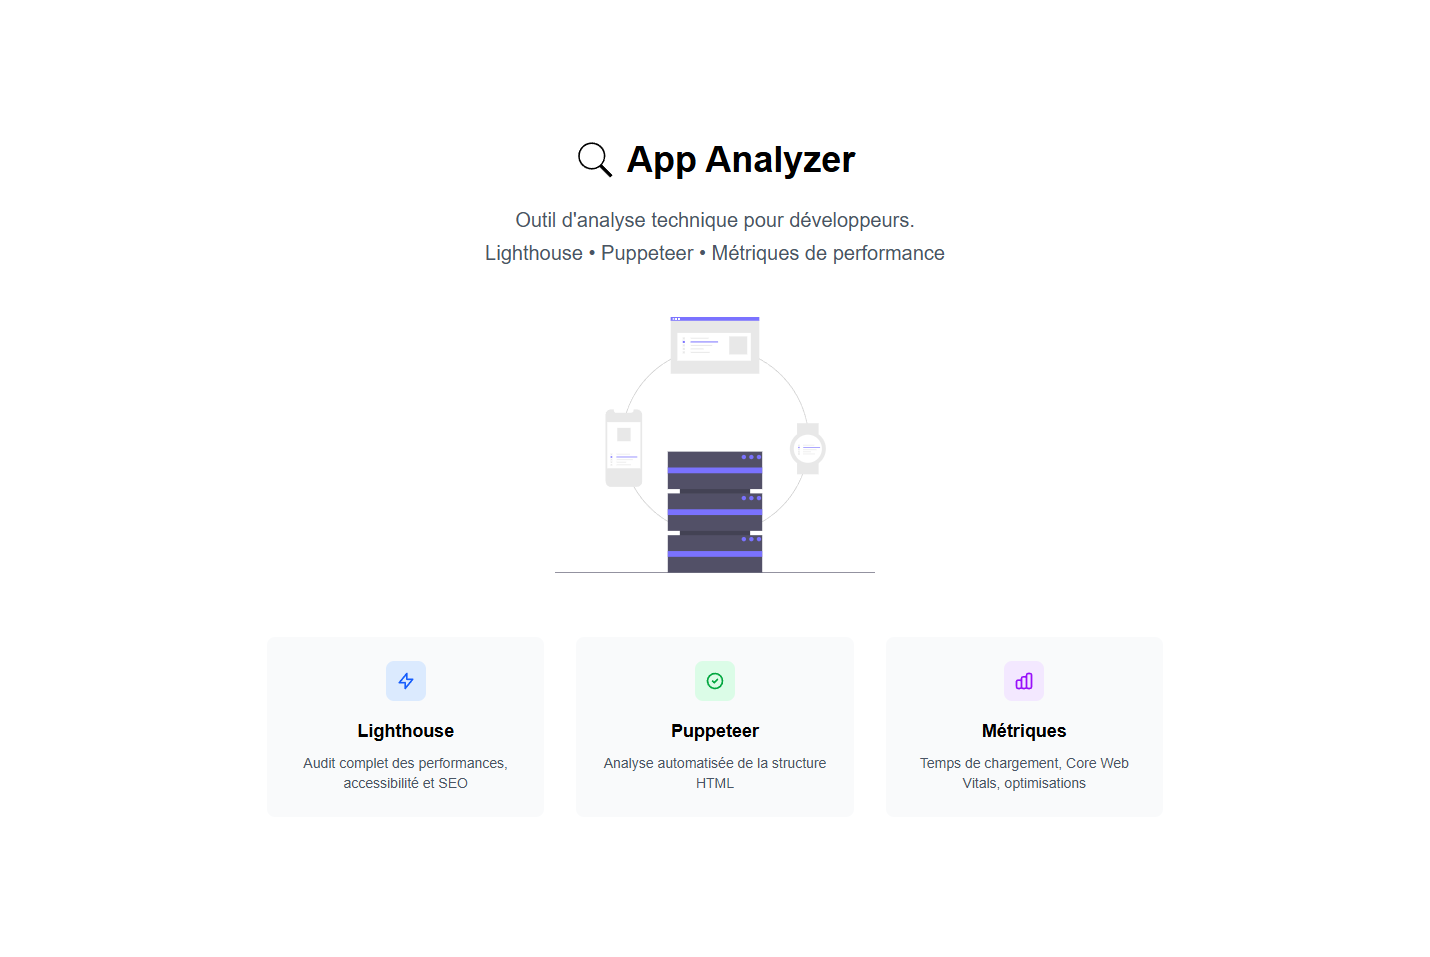 App Analyzer
Outil d'analyse technique pour développeurs.
Lighthouse • Puppeteer • Métriques de performance
Lighthouse
Audit complet des performances,
accessibilité et SEO
Puppeteer
Analyse automatisée de la structure
HTML
Métriques
Temps de chargement, Core Web
Vitals, optimisations